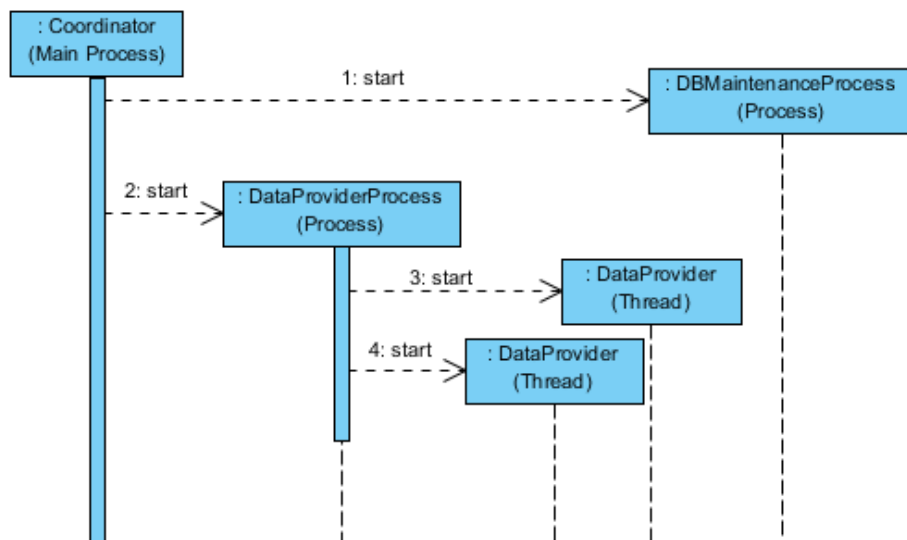 : Coordinator
(Main Process)
1: start
: DBMaintenanceProcess
(Process)
2: start
: DataProviderProcess
(Process)
3: start
: DataProvider
(Thread)
4: start
: DataProvider
(Thread)